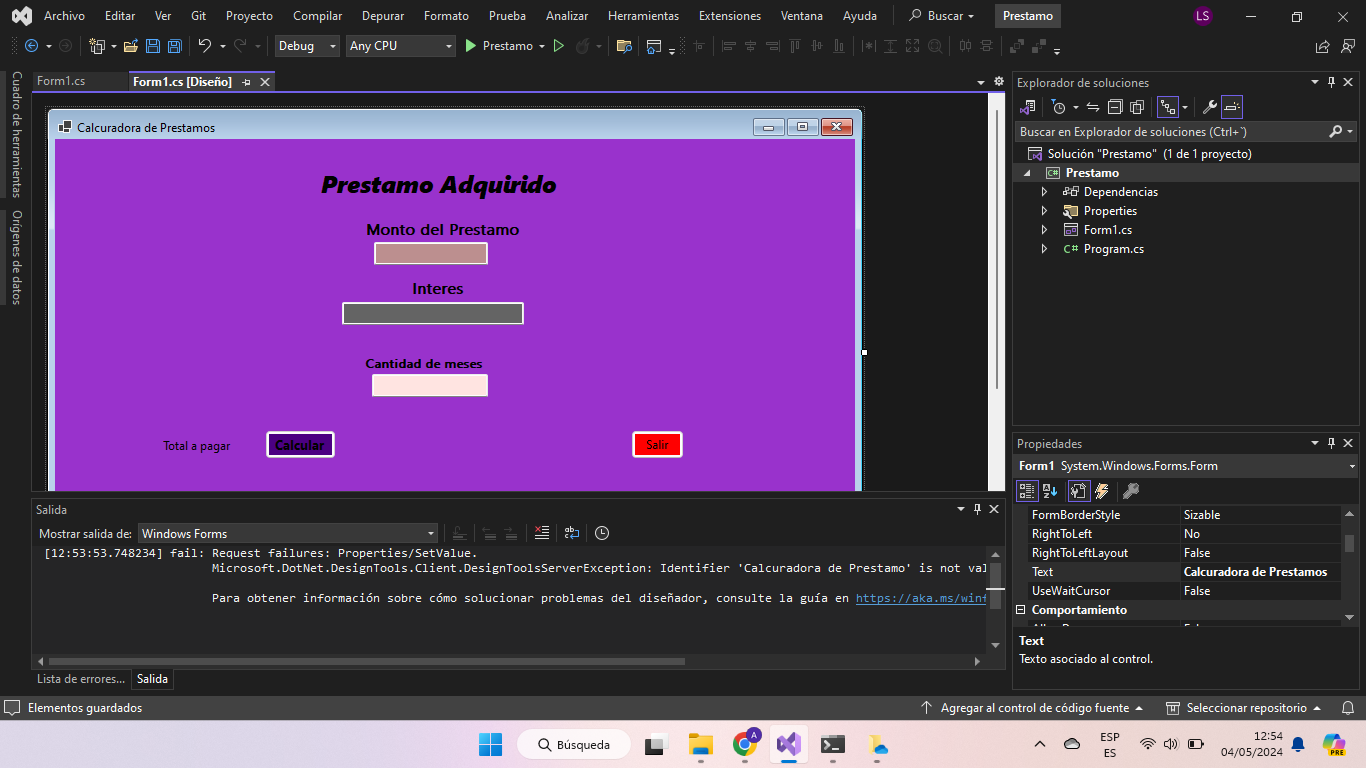 Archivo Editar Ver Git Proyecto Compilar Depurar Formato Prueba Analizar Herramientas Extensiones Ventana Ayuda Buscar Prestamo LS
Debug Any CPU Prestamo
Cuadro de herramientas
Orígenes de datos
Form1.cs Form1.cs [Diseño]
Calcuradora de Prestamos
Prestamo Adquirido
Monto del Prestamo
Interes
Cantidad de meses
Total a pagar Calcular Salir
Explorador de soluciones
Buscar en Explorador de soluciones (Ctrl+`)
Solución "Prestamo" (1 de 1 proyecto)
C# Prestamo
Dependencias
Properties
Form1.cs
C# Program.cs
Propiedades
Form1 System.Windows.Forms.Form
FormBorderStyle Sizable
RightToLeft No
RightToLeftLayout False
Text Calcuradora de Prestamos
UseWaitCursor False
Comportamiento
Text
Texto asociado al control.
Salida
Mostrar salida de: Windows Forms
[12:53:53.748234] fail: Request failures: Properties/SetValue.
Microsoft.DotNet.DesignTools.Client.DesignToolsServerException: Identifier 'Calcuradora de Prestamo' is not val
Para obtener información sobre cómo solucionar problemas del diseñador, consulte la guía en https://aka.ms/winf
Lista de errores... Salida
Elementos guardados Agregar al control de código fuente Seleccionar repositorio
Búsqueda A ESP 12:54
ES 04/05/2024 PRE